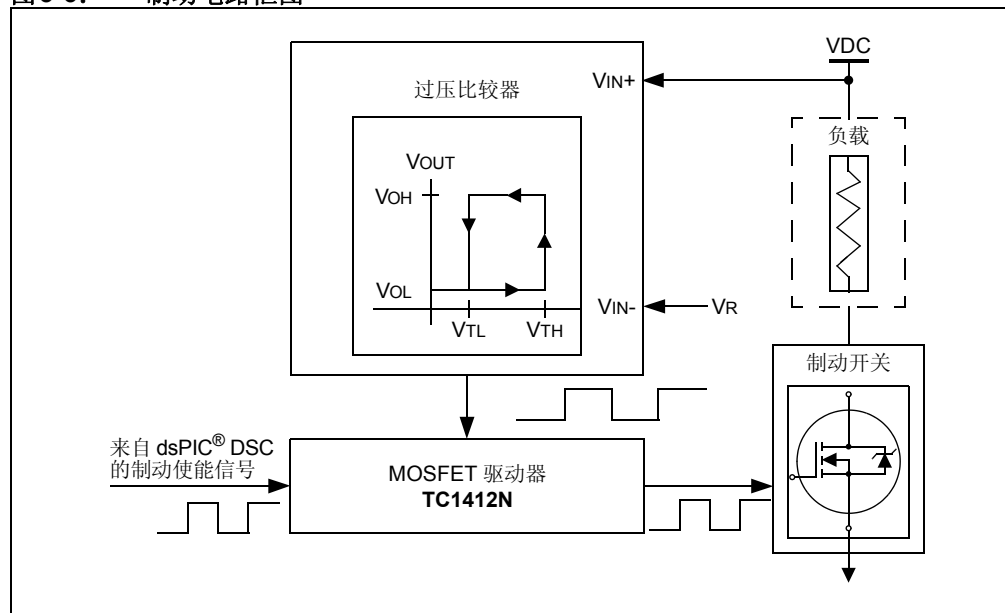 制动电路框图
VDC
过压比较器
VIN+
负载
VOUT
VOH
VOL
VIN-
VR
VTL
VTH
制动开关
来自 dsPIC® DSC
的制动使能信号
MOSFET 驱动器
TC1412N